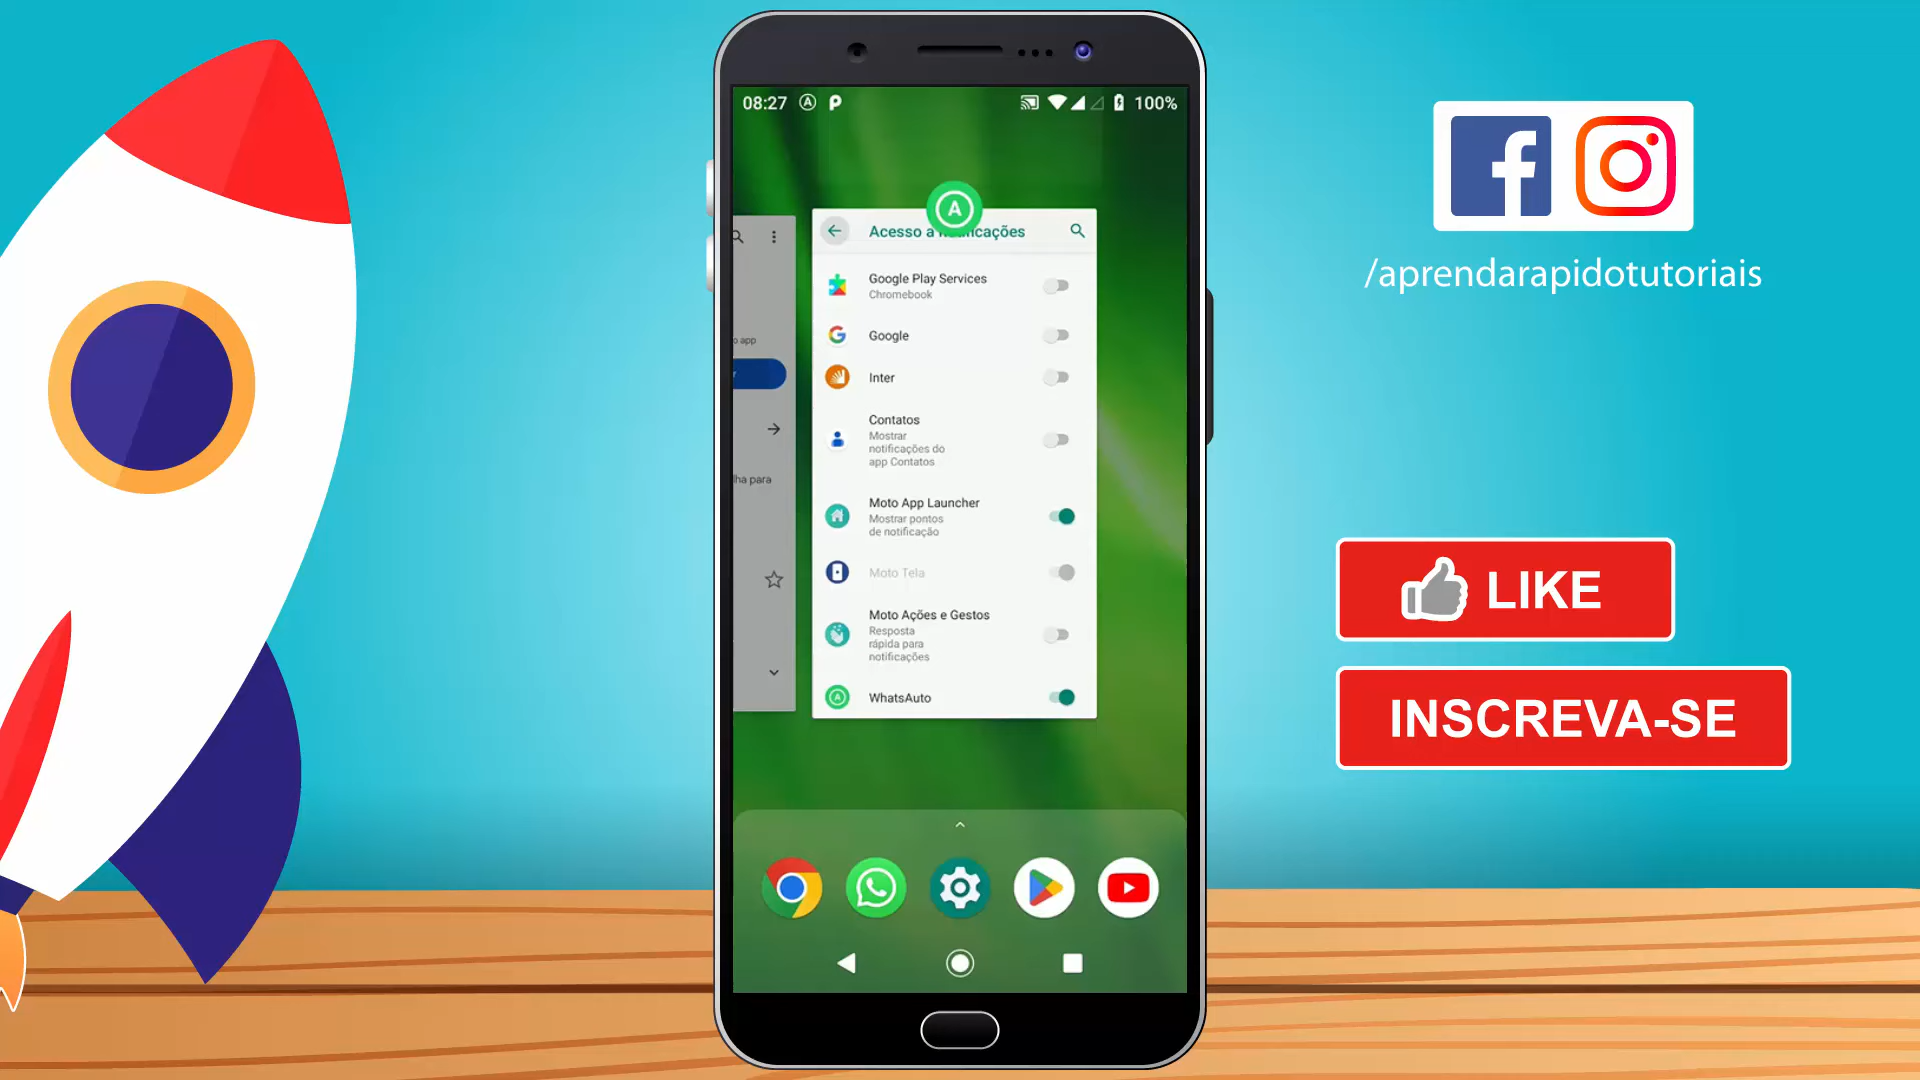 08:27
100%
Acesso a
cações
Google Play Services
Chromebook
Google
Inter
Contatos
Mostrar
notificações do
app Contatos
Moto App Launcher
Mostrar pontos
de notificação
Moto Tela
Moto Ações e Gestos
Resposta
rápida para
notificações
WhatsAuto
o app
r
lha para
/aprendarapidotutoriais
LIKE
INSCREVA-SE